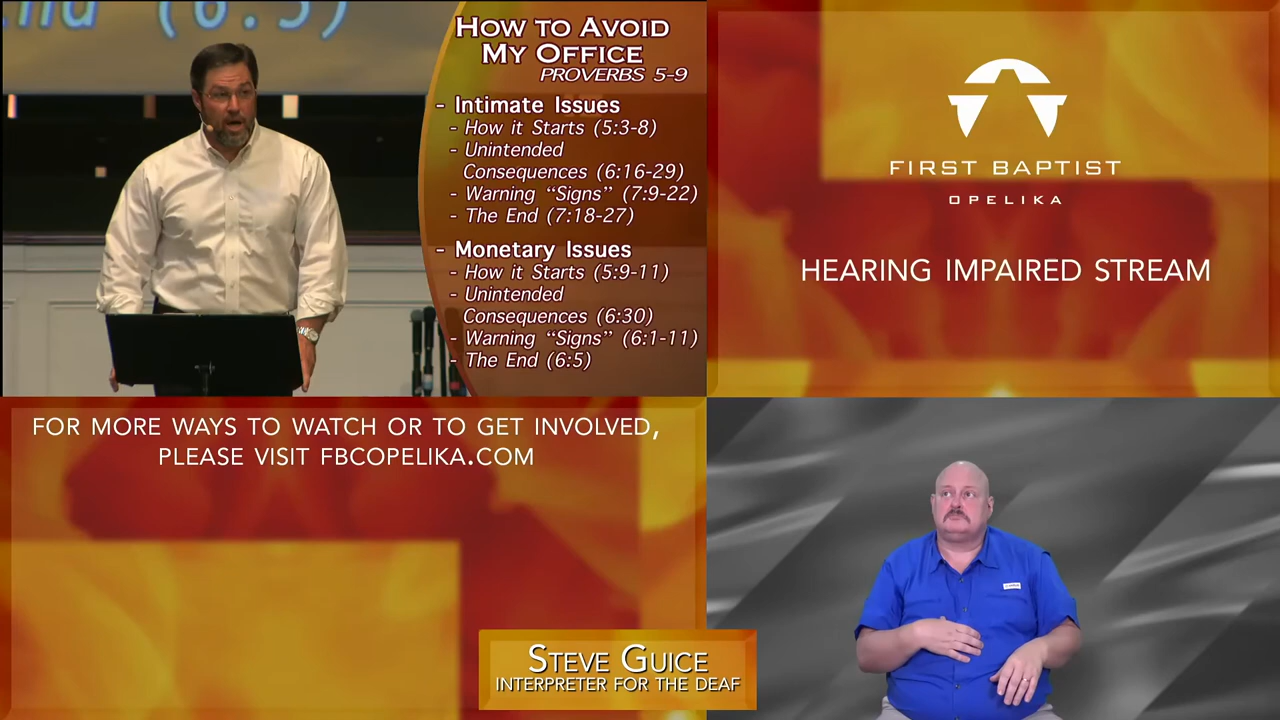 (6:5)
How to Avoid
My Office
Proverbs 5-9
- Intimate Issues
- How it Starts (5:3-8)
- Unintended
Consequences (6:16-29)
- Warning “Signs” (7:9-22)
- The End (7:18-27)
- Monetary Issues
- How it Starts (5:9-11)
- Unintended
Consequences (6:30)
- Warning “Signs” (6:1-11)
- The End (6:5)
FIRST BAPTIST
OPELIKA
HEARING IMPAIRED STREAM
FOR MORE WAYS TO WATCH OR TO GET INVOLVED,
PLEASE VISIT FBCOPELIKA.COM
Steve Guice
INTERPRETER FOR THE DEAF